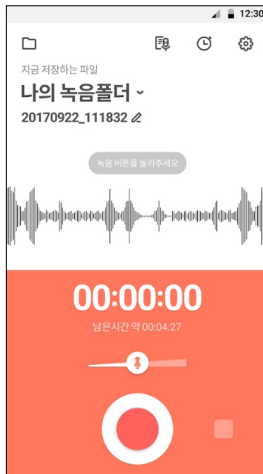 12:30
지금 저장하는 파일
나의 녹음폴더
20170922_111832
녹음 버튼을 눌러주세요
00:00:00
남은시간 약 00:04:27